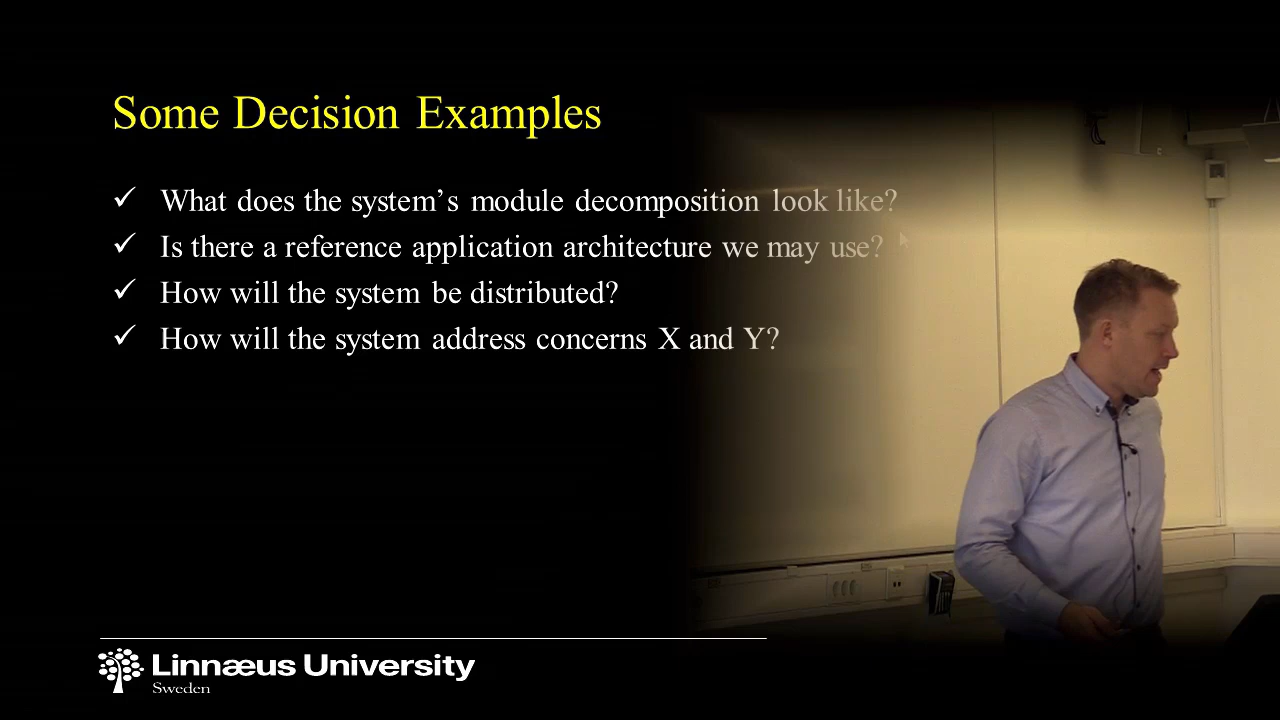 Some Decision Examples
✓ What does the system’s module decomposition look like?
✓ Is there a reference application architecture we may use?
✓ How will the system be distributed?
✓ How will the system address concerns X and Y?
Linnæus University
Sweden